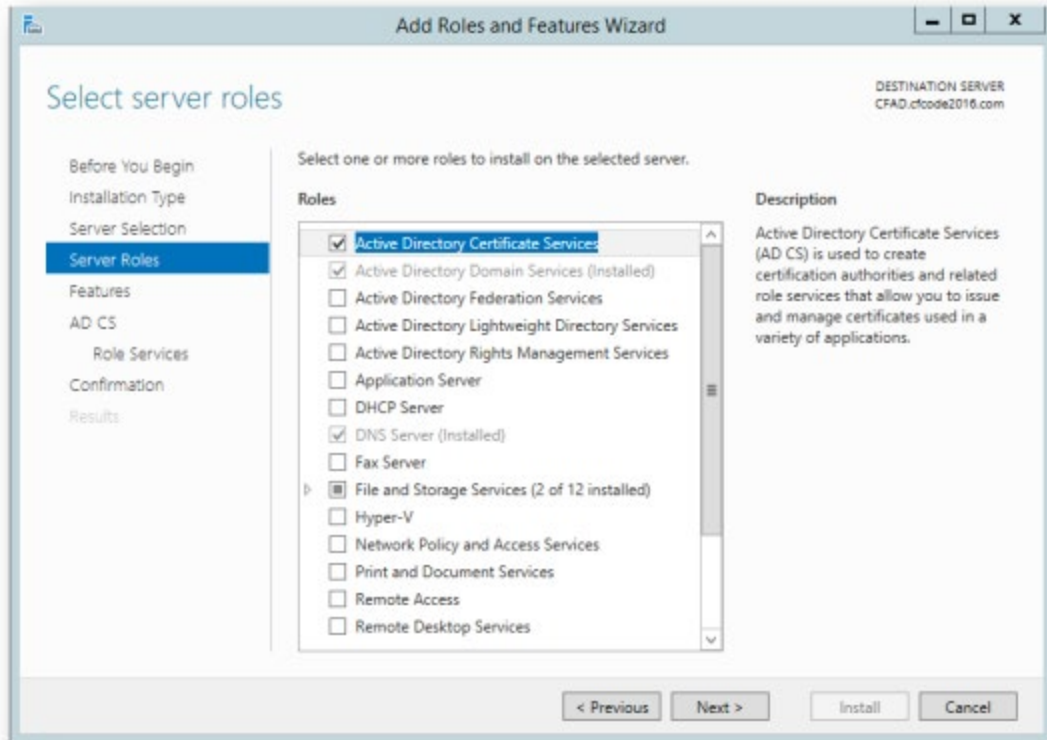 Add Roles and Features Wizard
Select server roles
DESTINATION SERVER
CFAD.cfcode2016.com
Before You Begin
Installation Type
Server Selection
Server Roles
Features
AD CS
Role Services
Confirmation
Results
Select one or more roles to install on the selected server.
Roles
Active Directory Certificate Services
Active Directory Domain Services (Installed)
Active Directory Federation Services
Active Directory Lightweight Directory Services
Active Directory Rights Management Services
Application Server
DHCP Server
DNS Server (Installed)
Fax Server
File and Storage Services (2 of 12 installed)
Hyper-V
Network Policy and Access Services
Print and Document Services
Remote Access
Remote Desktop Services
Description
Active Directory Certificate Services
(AD CS) is used to create
certification authorities and related
role services that allow you to issue
and manage certificates used in a
variety of applications.
< Previous
Next >
Install
Cancel